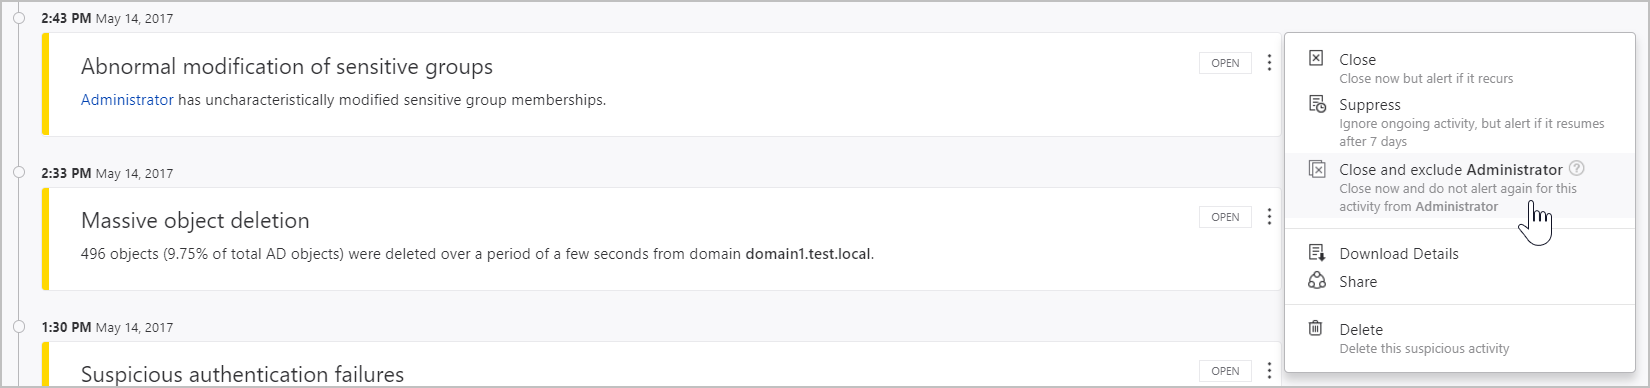 2:43 PM May 14, 2017
Abnormal modification of sensitive groups
OPEN
Administrator has uncharacteristically modified sensitive group memberships.
2:33 PM May 14, 2017
Massive object deletion
OPEN
496 objects (9.75% of total AD objects) were deleted over a period of a few seconds from domain domain1.test.local.
1:30 PM May 14, 2017
Suspicious authentication failures
OPEN
Close
Close now but alert if it recurs
Suppress
Ignore ongoing activity, but alert if it resumes
after 7 days
Close and exclude Administrator ?
Close now and do not alert again for this
activity from Administrator
Download Details
Share
Delete
Delete this suspicious activity